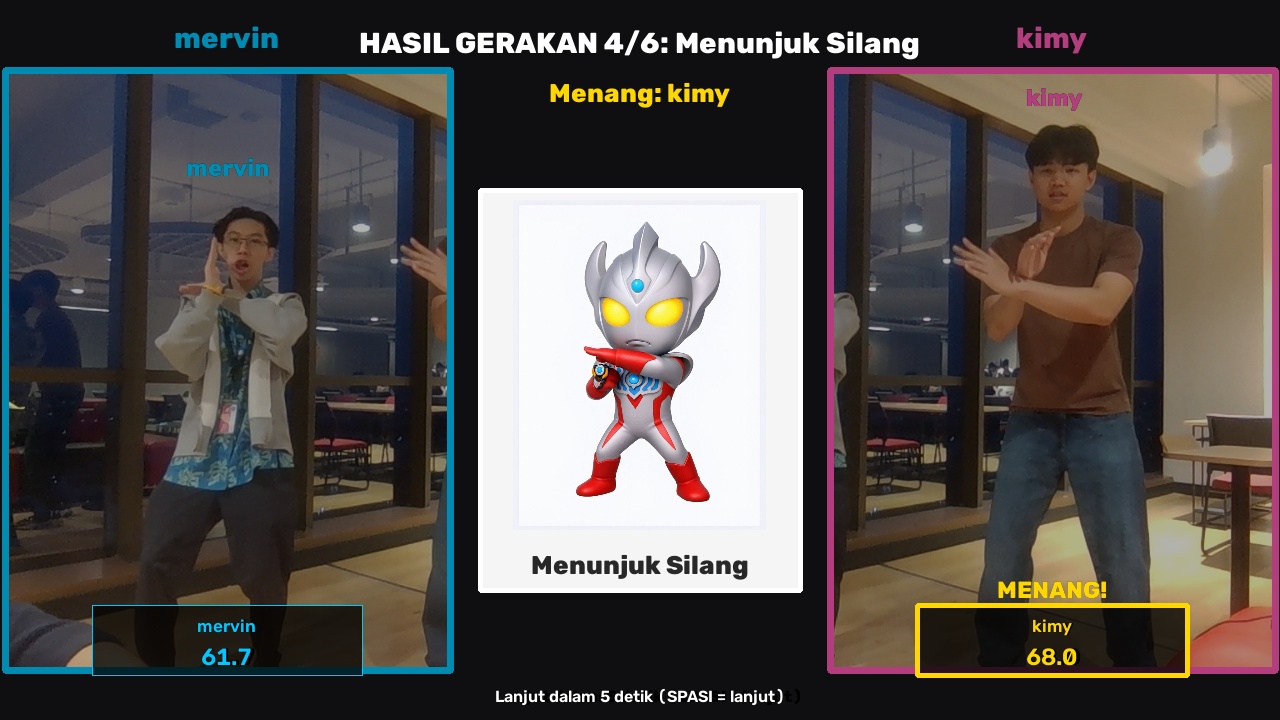 mervin
HASIL GERAKAN 4/6: Menunjuk Silang
kimy
Menang: kimy
mervin
kimy
Menunjuk Silang
mervin
61.7
MENANG!
kimy
68.0
Lanjut dalam 5 detik (SPASI = lanjut)